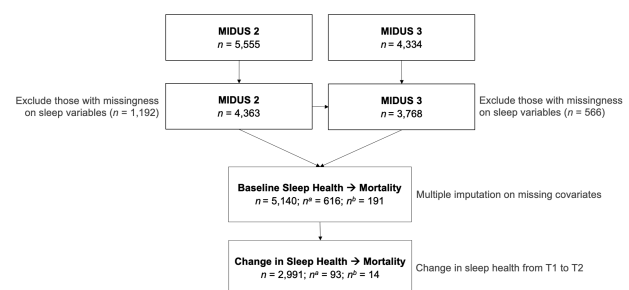 MIDUS 2
n = 5,555
MIDUS 3
n = 4,334
Exclude those with missingness
on sleep variables (n = 1,192)
MIDUS 2
n = 4,363
MIDUS 3
n = 3,768
Exclude those with missingness
on sleep variables (n = 566)
Baseline Sleep Health → Mortality
n = 5,140; nᵃ = 616; nᵇ = 191
Multiple imputation on missing covariates
Change in Sleep Health → Mortality
n = 2,991; nᵃ = 93; nᵇ = 14
Change in sleep health from T1 to T2